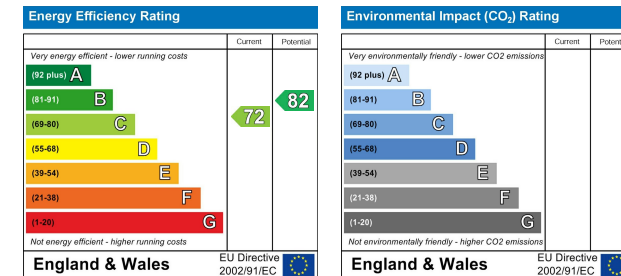 Energy Efficiency Rating
Current Potential
Very energy efficient - lower running costs
(92 plus) A
(81-91) B
82
(69-80) C
72
(55-68) D
(39-54) E
(21-38) F
(1-20) G
Not energy efficient - higher running costs
England & Wales
EU Directive
2002/91/EC
Environmental Impact (CO₂) Rating
Current Potent
Very environmentally friendly - lower CO2 emissions
(92 plus) A
(81-91) B
(69-80) C
(55-68) D
(39-54) E
(21-38) F
(1-20) G
Not environmentally friendly - higher CO2 emissions
England & Wales
EU Directive
2002/91/EC